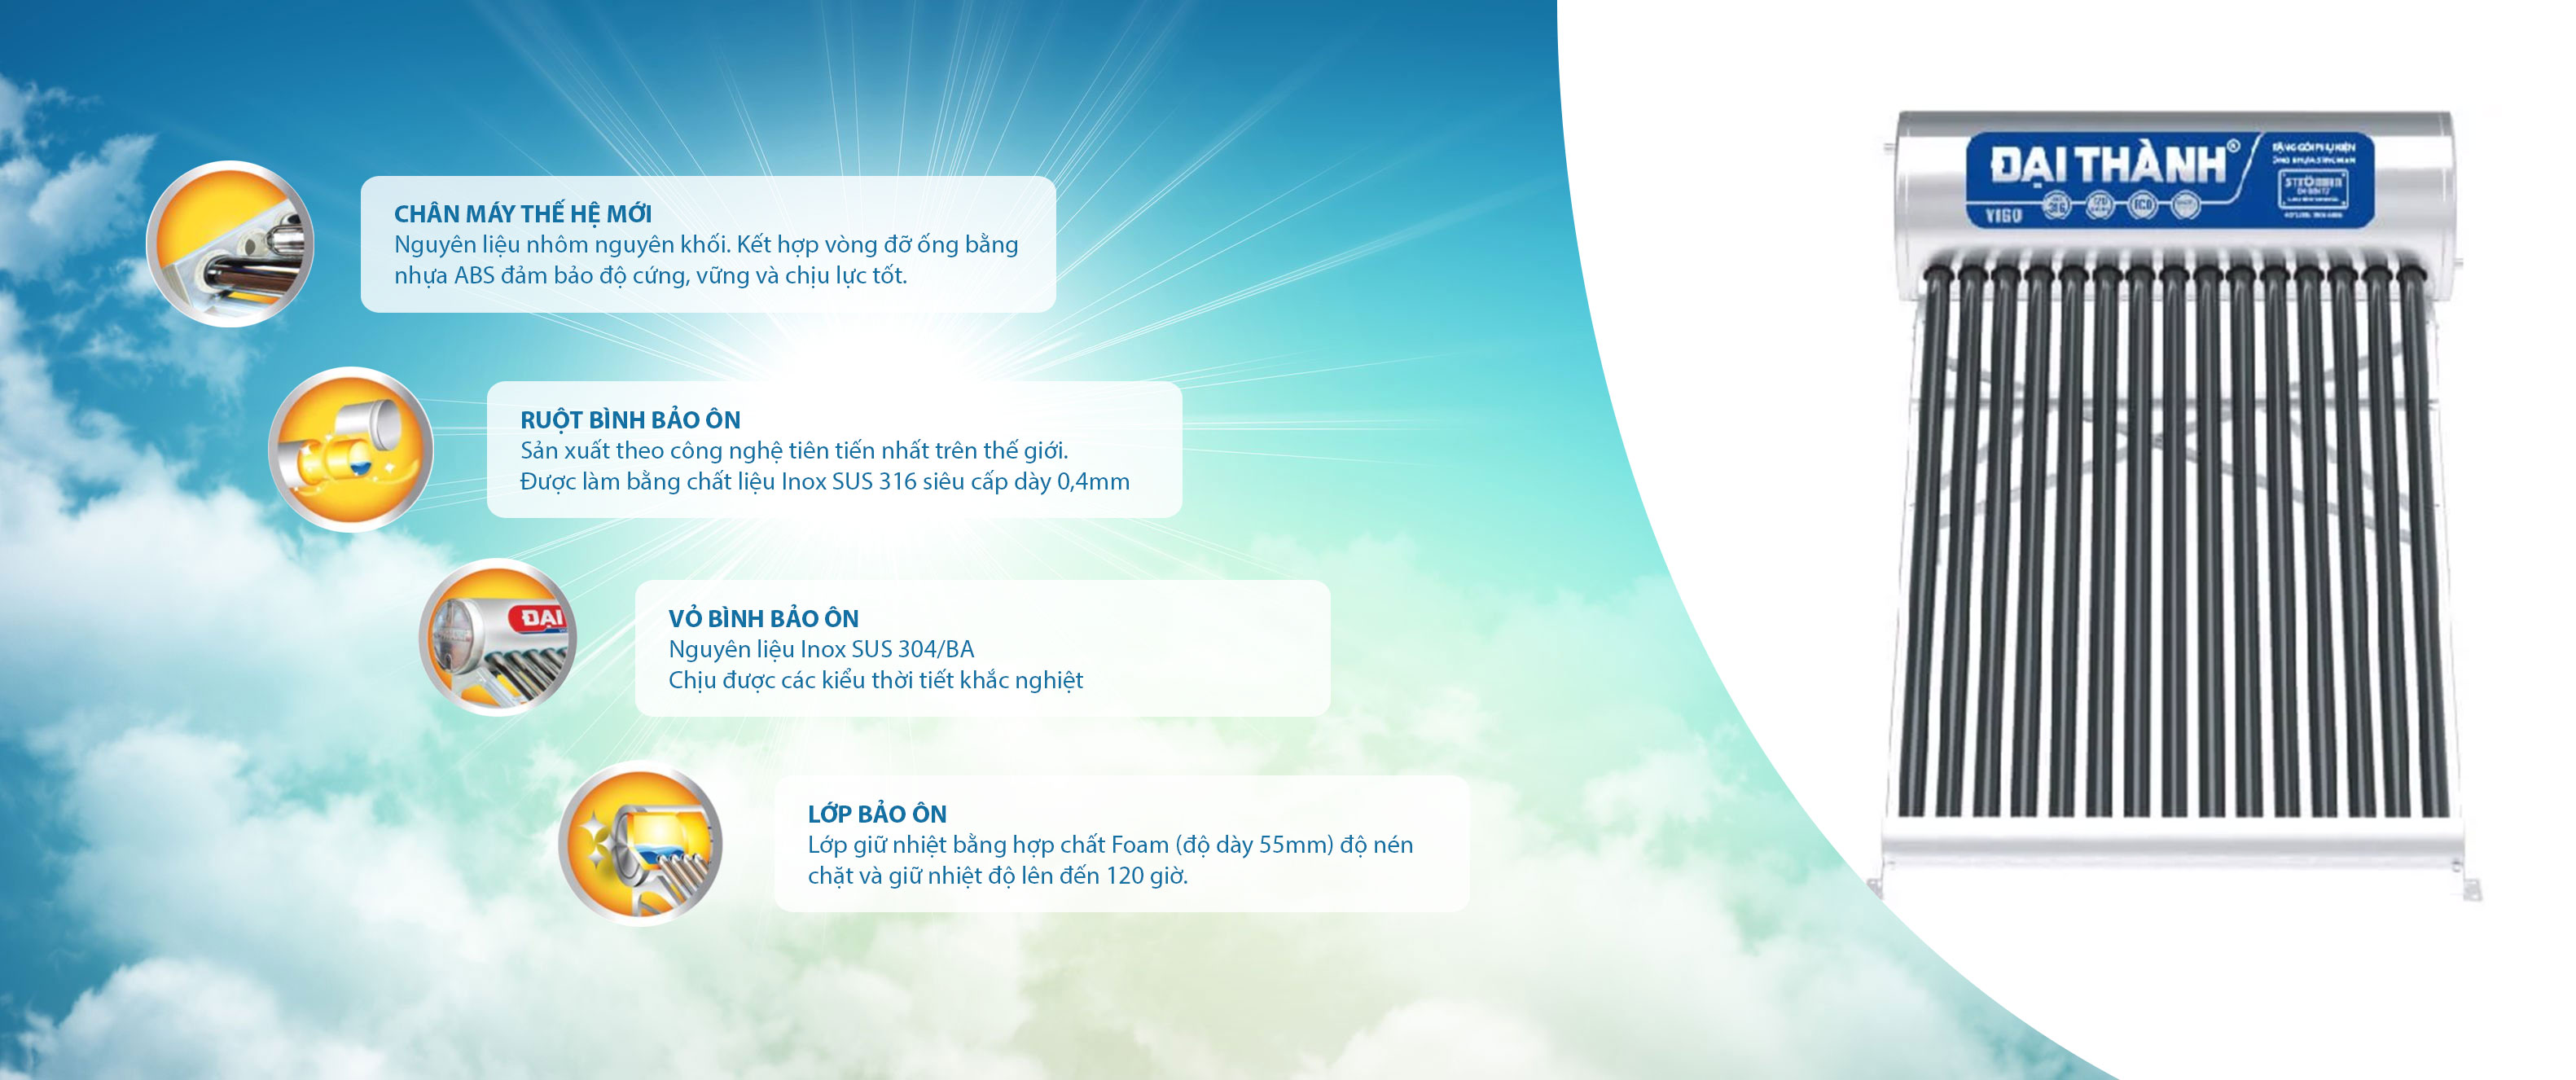 CHÂN MÁY THẾ HỆ MỚI
Nguyên liệu nhôm nguyên khối. Kết hợp vòng đỡ ống bằng
nhựa ABS đảm bảo độ cứng, vững và chịu lực tốt.
RUỘT BÌNH BẢO ÔN
Sản xuất theo công nghệ tiên tiến nhất trên thế giới.
Được làm bằng chất liệu Inox SUS 316 siêu cấp dày 0,4mm
VỎ BÌNH BẢO ÔN
Nguyên liệu Inox SUS 304/BA
Chịu được các kiểu thời tiết khắc nghiệt
LỚP BẢO ÔN
Lớp giữ nhiệt bằng hợp chất Foam (độ dày 55mm) độ nén
chặt và giữ nhiệt độ lên đến 120 giờ.
ĐẠI
ĐẠI THÀNH®
VIGO